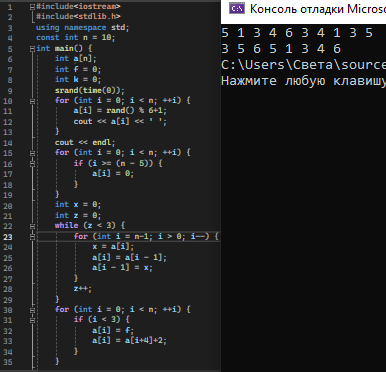 #include<iostream>
#include<stdlib.h>
using namespace std;
const int n = 10;
int main() {
int a[n];
int f = 0;
int k = 0;
srand(time(0));
for (int i = 0; i < n; ++i) {
a[i] = rand() % 6+1;
cout << a[i] << ' ';
}
cout << endl;
for (int i = 0; i < n; ++i) {
if (i >= (n - 5)) {
a[i] = 0;
}
}
int x = 0;
int z = 0;
while (z < 3) {
for (int i = n-1; i > 0; i--) {
x = a[i];
a[i] = a[i - 1];
a[i - 1] = x;
}
z++;
}
for (int i = 0; i < n; ++i) {
if (i < 3) {
a[i] = f;
a[i] = a[i+4]+2;
}
}
Консоль отладки Microso
5 1 3 4 6 3 4 1 3 5
3 5 6 5 1 3 4 6
C:\Users\Света\source
Нажмите любую клавишу